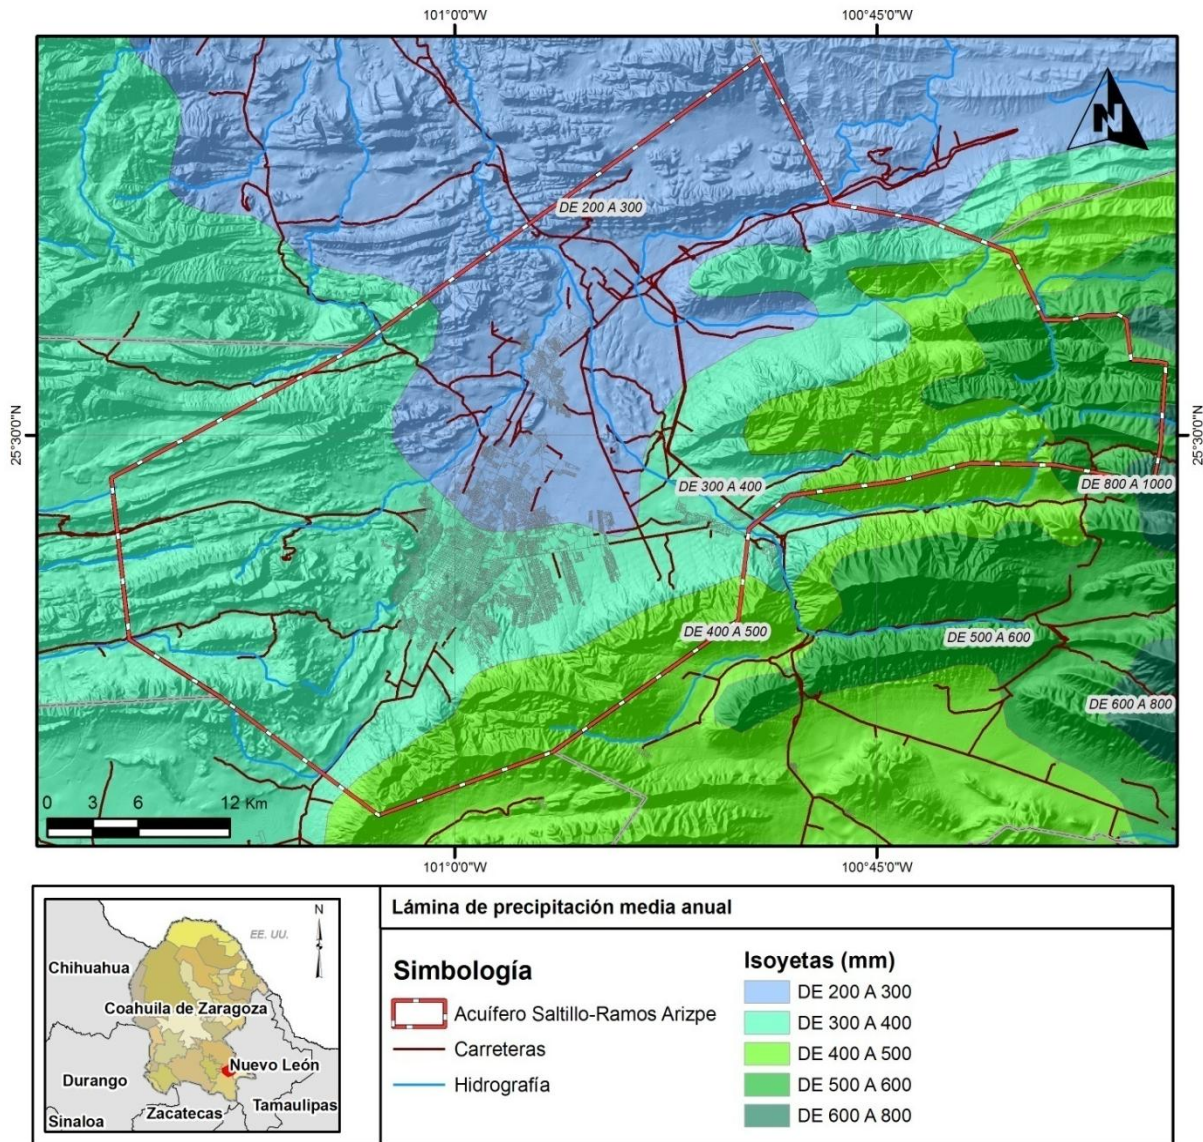 101°0'0"W
100°45'0"W
N
DE 200 A 300
25°30'0"N
25°30'0"N
DE 300 A 400
DE 800 A 1000
DE 400 A 500
DE 500 A 600
DE 600 A 800
0 3 6 12 Km
101°0'0"W
100°45'0"W
Lámina de precipitación media anual
N
EE. UU.
Chihuahua
Coahuila de Zaragoza
Nuevo León
Durango
Tamaulipas
Zacatecas
Sinaloa
Simbología
Acuífero Saltillo-Ramos Arizpe
Carreteras
Hidrografía
Isoyetas (mm)
DE 200 A 300
DE 300 A 400
DE 400 A 500
DE 500 A 600
DE 600 A 800